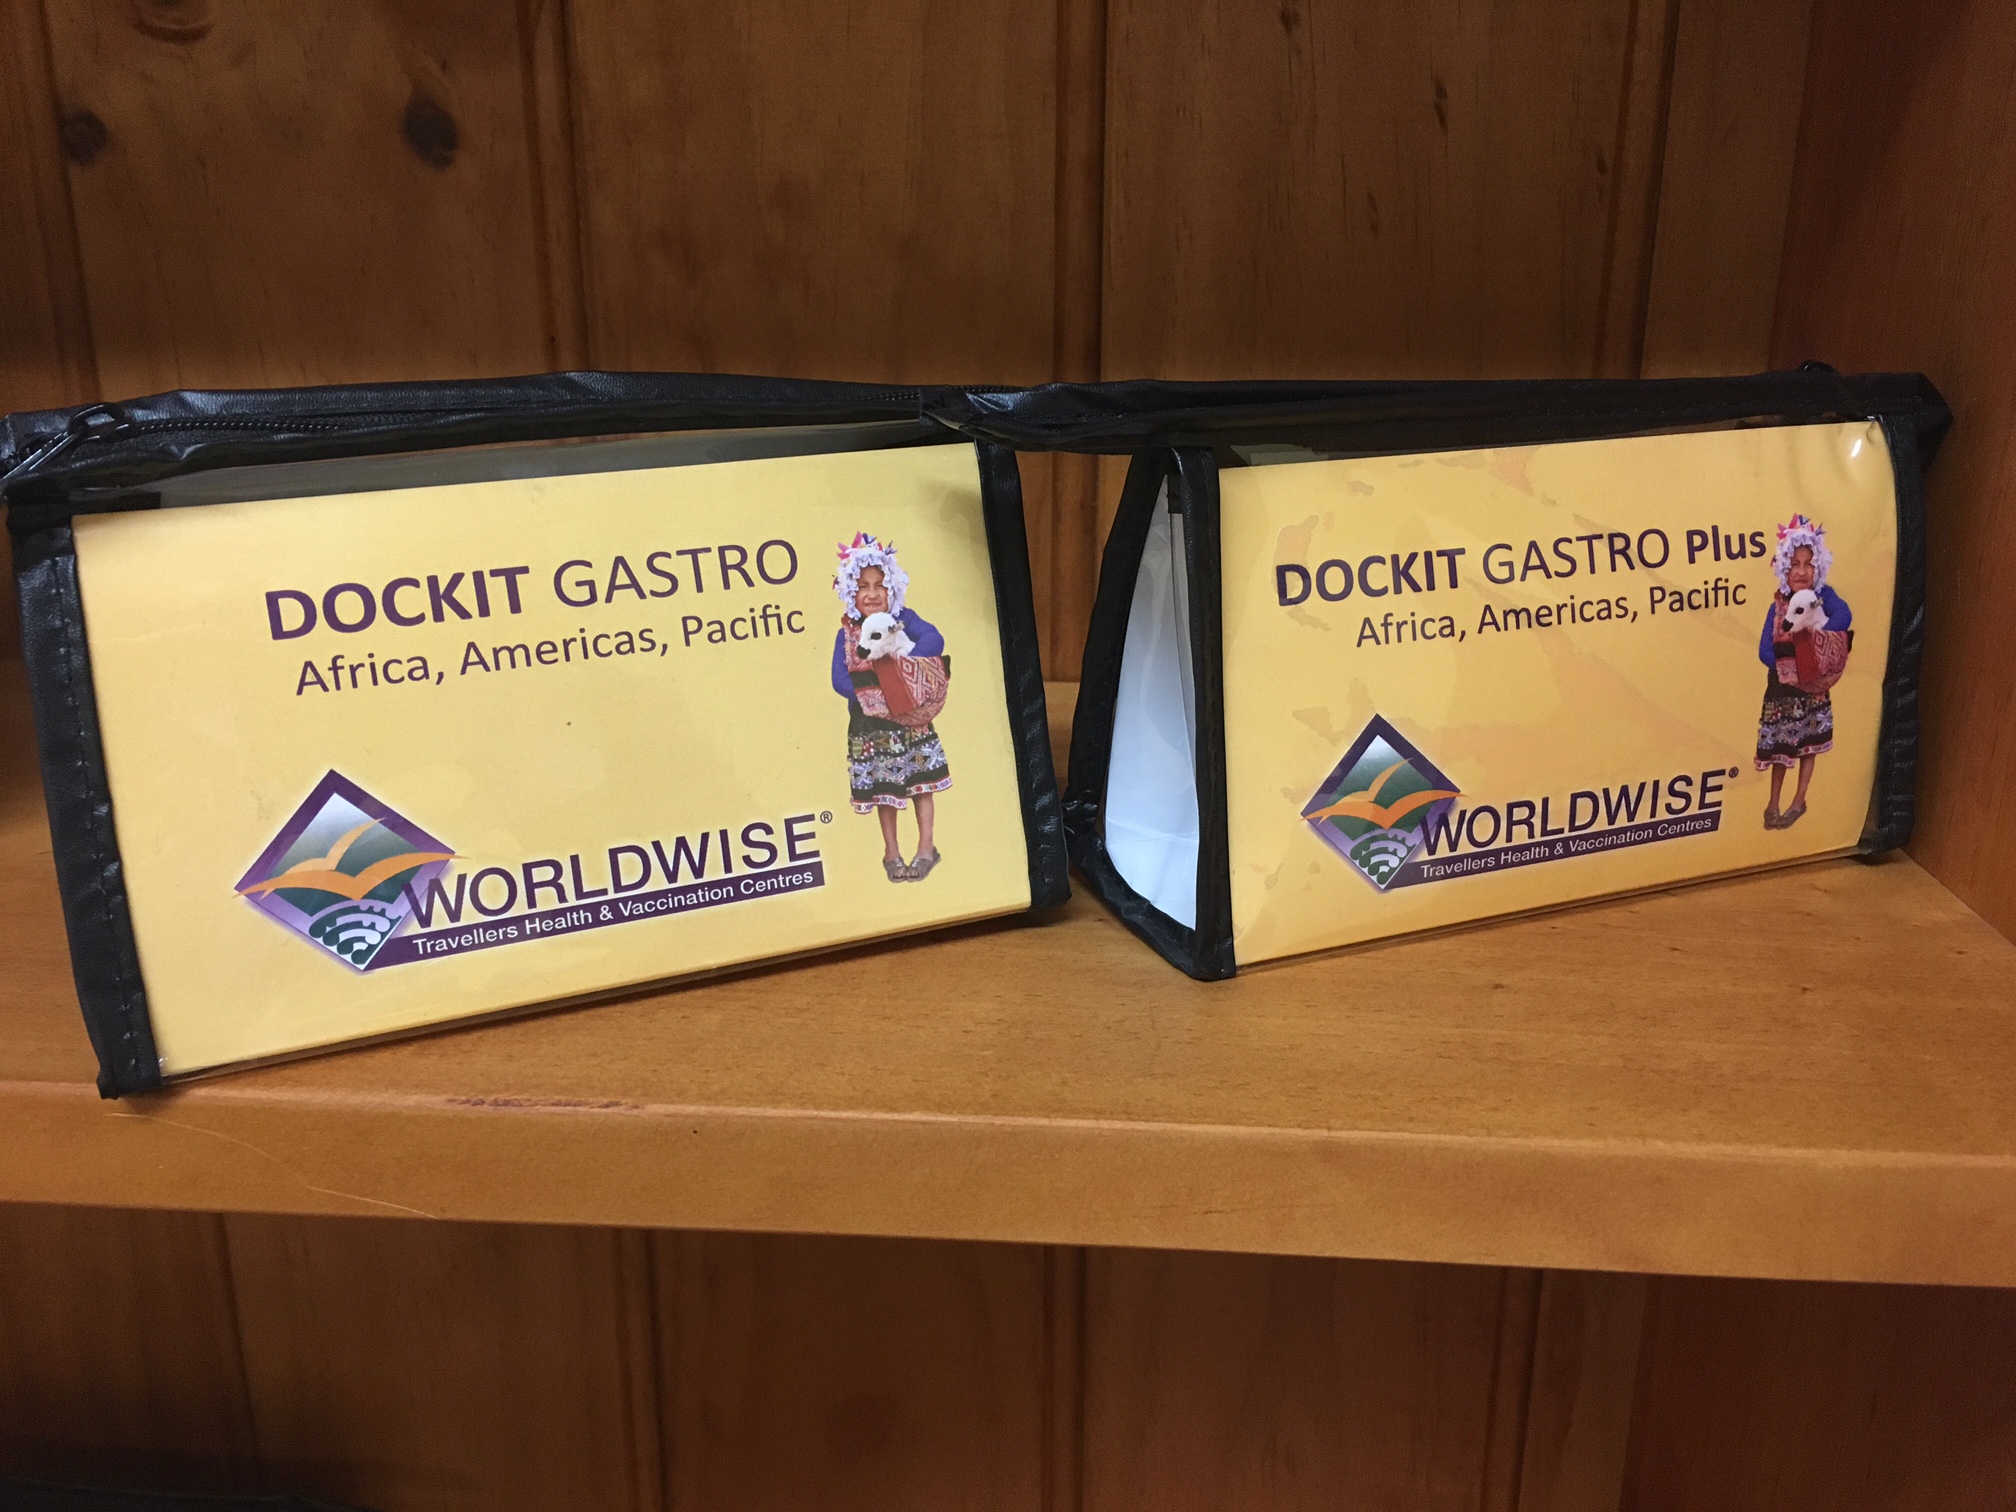 DOCKIT GASTRO
Africa, Americas, Pacific
WORLDWISE®
Travellers Health & Vaccination Centres
DOCKIT GASTRO Plus
Africa, Americas, Pacific
WORLDWISE®
Travellers Health & Vaccination Centres